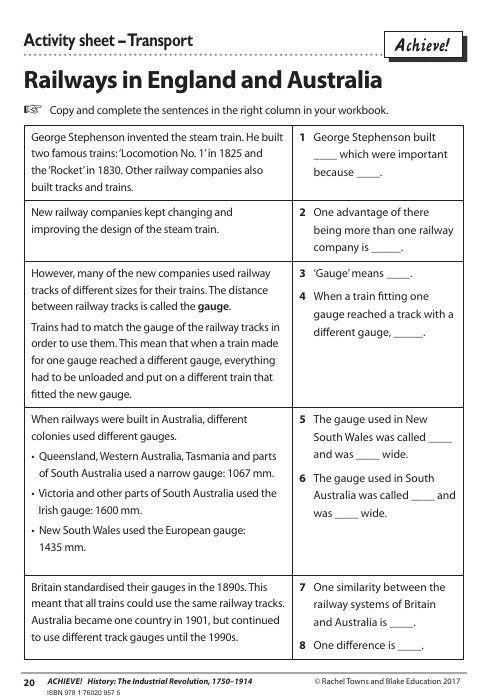 Activity sheet – Transport
Achieve!
Railways in England and Australia
☞ Copy and complete the sentences in the right column in your workbook.
George Stephenson invented the steam train. He built
two famous trains: 'Locomotion No. 1' in 1825 and
the 'Rocket' in 1830. Other railway companies also
built tracks and trains.
1 George Stephenson built
____ which were important
because ____.
New railway companies kept changing and
improving the design of the steam train.
2 One advantage of there
being more than one railway
company is _____.
However, many of the new companies used railway
tracks of different sizes for their trains. The distance
between railway tracks is called the gauge.
Trains had to match the gauge of the railway tracks in
order to use them. This mean that when a train made
for one gauge reached a different gauge, everything
had to be unloaded and put on a different train that
fitted the new gauge.
3 'Gauge' means ____.
4 When a train fitting one
gauge reached a track with a
different gauge, _____.
When railways were built in Australia, different
colonies used different gauges.
• Queensland, Western Australia, Tasmania and parts
of South Australia used a narrow gauge: 1067 mm.
• Victoria and other parts of South Australia used the
Irish gauge: 1600 mm.
• New South Wales used the European gauge:
1435 mm.
5 The gauge used in New
South Wales was called ____
and was ____ wide.
6 The gauge used in South
Australia was called ____ and
was ____ wide.
Britain standardised their gauges in the 1890s. This
meant that all trains could use the same railway tracks.
Australia became one country in 1901, but continued
to use different track gauges until the 1990s.
7 One similarity between the
railway systems of Britain
and Australia is ____.
8 One difference is ____.
20 ACHIEVE! History: The Industrial Revolution, 1750–1914
© Rachel Towns and Blake Education 2017
ISBN 978 1 76020 957 5